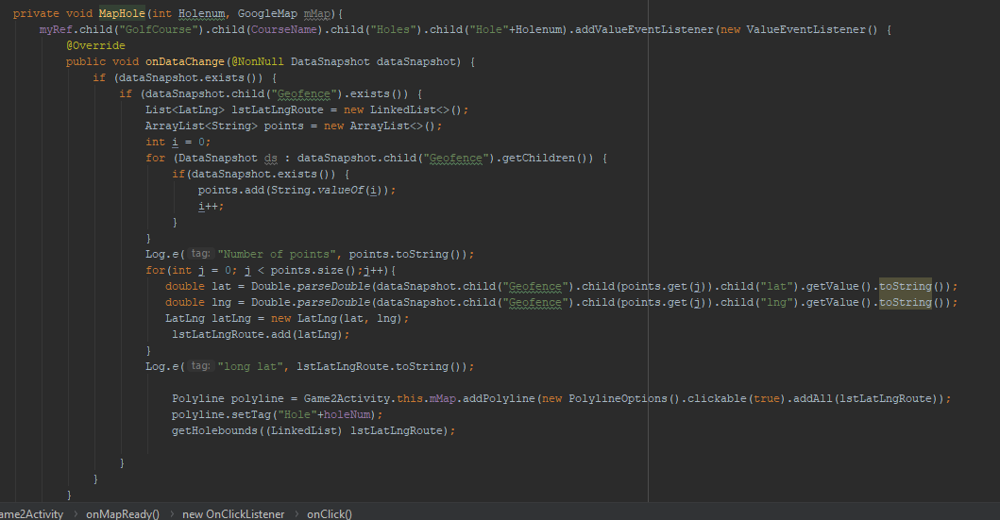 private void MapHole(int Holenum, GoogleMap mMap){
myRef.child("GolfCourse").child(CourseName).child("Holes").child("Hole"+Holenum).addValueEventListener(new ValueEventListener() {
@Override
public void onDataChange(@NonNull DataSnapshot dataSnapshot) {
if (dataSnapshot.exists()) {
if (dataSnapshot.child("Geofence").exists()) {
List<LatLng> lstLatLngRoute = new LinkedList<>();
ArrayList<String> points = new ArrayList<>();
int i = 0;
for (DataSnapshot ds : dataSnapshot.child("Geofence").getChildren()) {
if(dataSnapshot.exists()) {
points.add(String.valueOf(i));
i++;
}
}
Log.e( tag: "Number of points", points.toString());
for(int j = 0; j < points.size();j++){
double lat = Double.parseDouble(dataSnapshot.child("Geofence").child(points.get(j)).child("lat").getValue().toString());
double lng = Double.parseDouble(dataSnapshot.child("Geofence").child(points.get(j)).child("lng").getValue().toString());
LatLng latLng = new LatLng(lat, lng);
lstLatLngRoute.add(latLng);
}
Log.e( tag: "long lat", lstLatLngRoute.toString());
Polyline polyline = Game2Activity.this.mMap.addPolyline(new PolylineOptions().clickable(true).addAll(lstLatLngRoute));
polyline.setTag("Hole"+holeNum);
getHolebounds((LinkedList) lstLatLngRoute);
}
}
}
ame2Activity › onMapReady() › new OnClickListener › onClick()